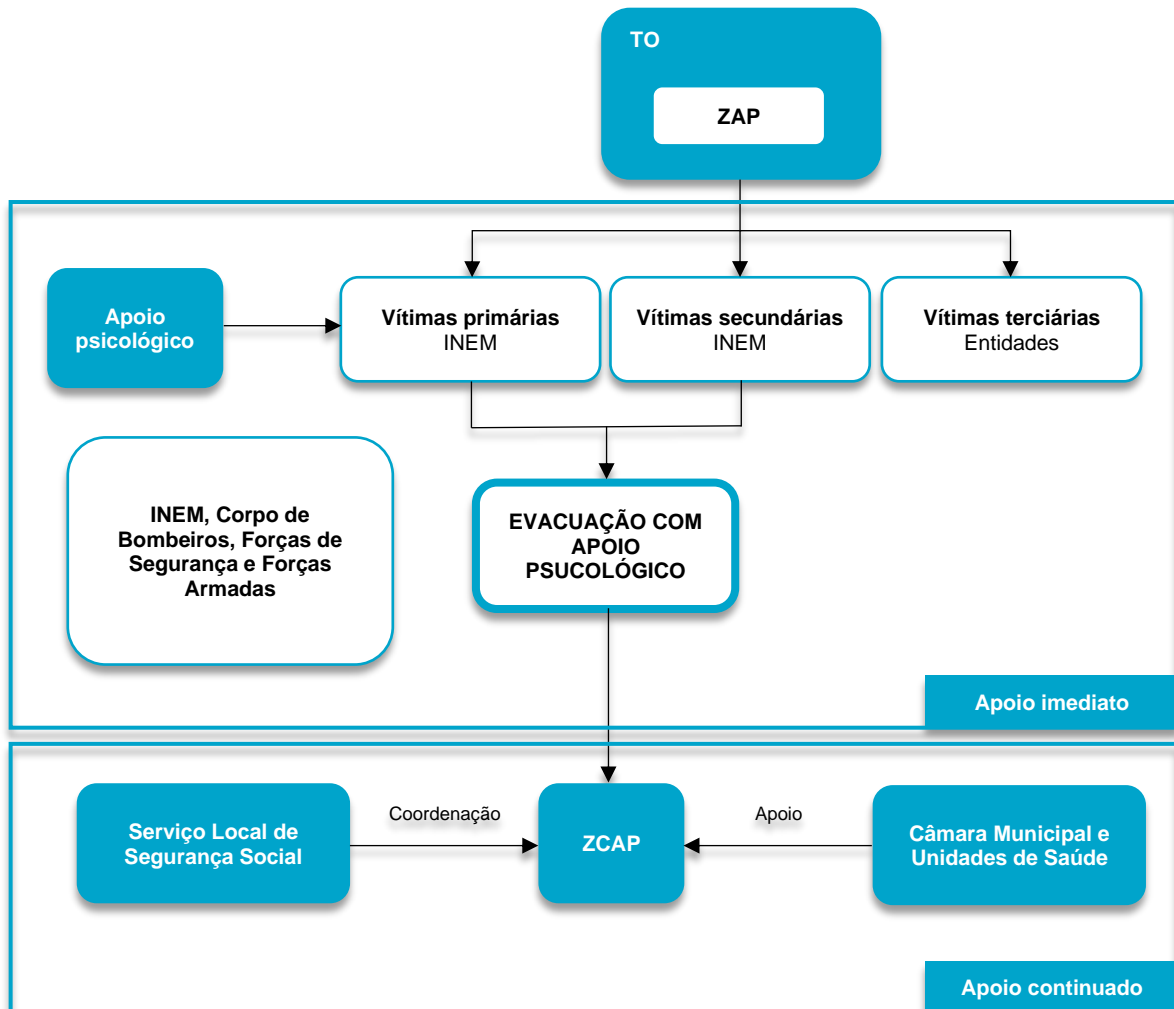 TO
ZAP
Apoio
psicológico
Vítimas primárias
INEM
Vítimas secundárias
INEM
Vítimas terciárias
Entidades
INEM, Corpo de
Bombeiros, Forças de
Segurança e Forças
Armadas
EVACUAÇÃO COM
APOIO
PSUCOLÓGICO
Apoio imediato
Serviço Local de
Segurança Social
Coordenação
ZCAP
Apoio
Câmara Municipal e
Unidades de Saúde
Apoio continuado